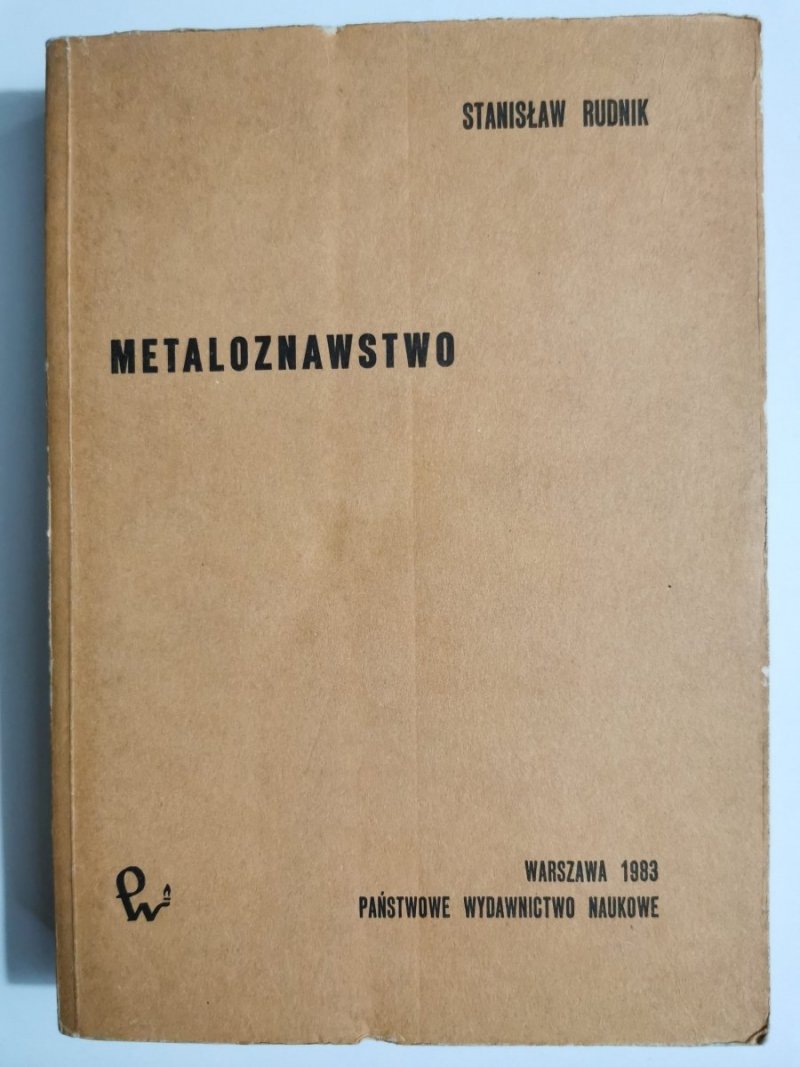 STANISŁAW RUDNIK
METALOZNAWSTWO
WARSZAWA 1983
PAŃSTWOWE WYDAWNICTWO NAUKOWE